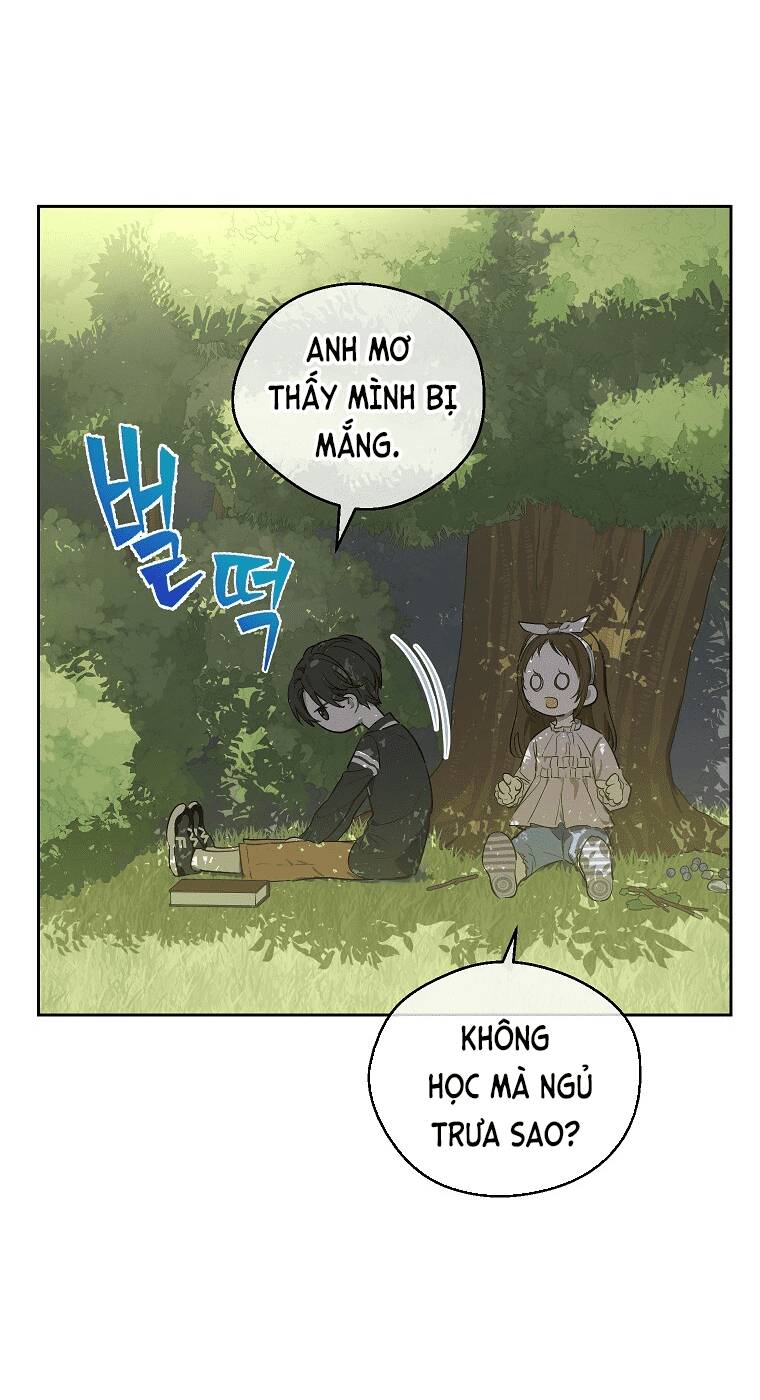 ANH MƠ
THẤY MÌNH BỊ
MẮNG.
벌떡
KHÔNG
HỌC MÀ NGỦ
TRƯA SAO?